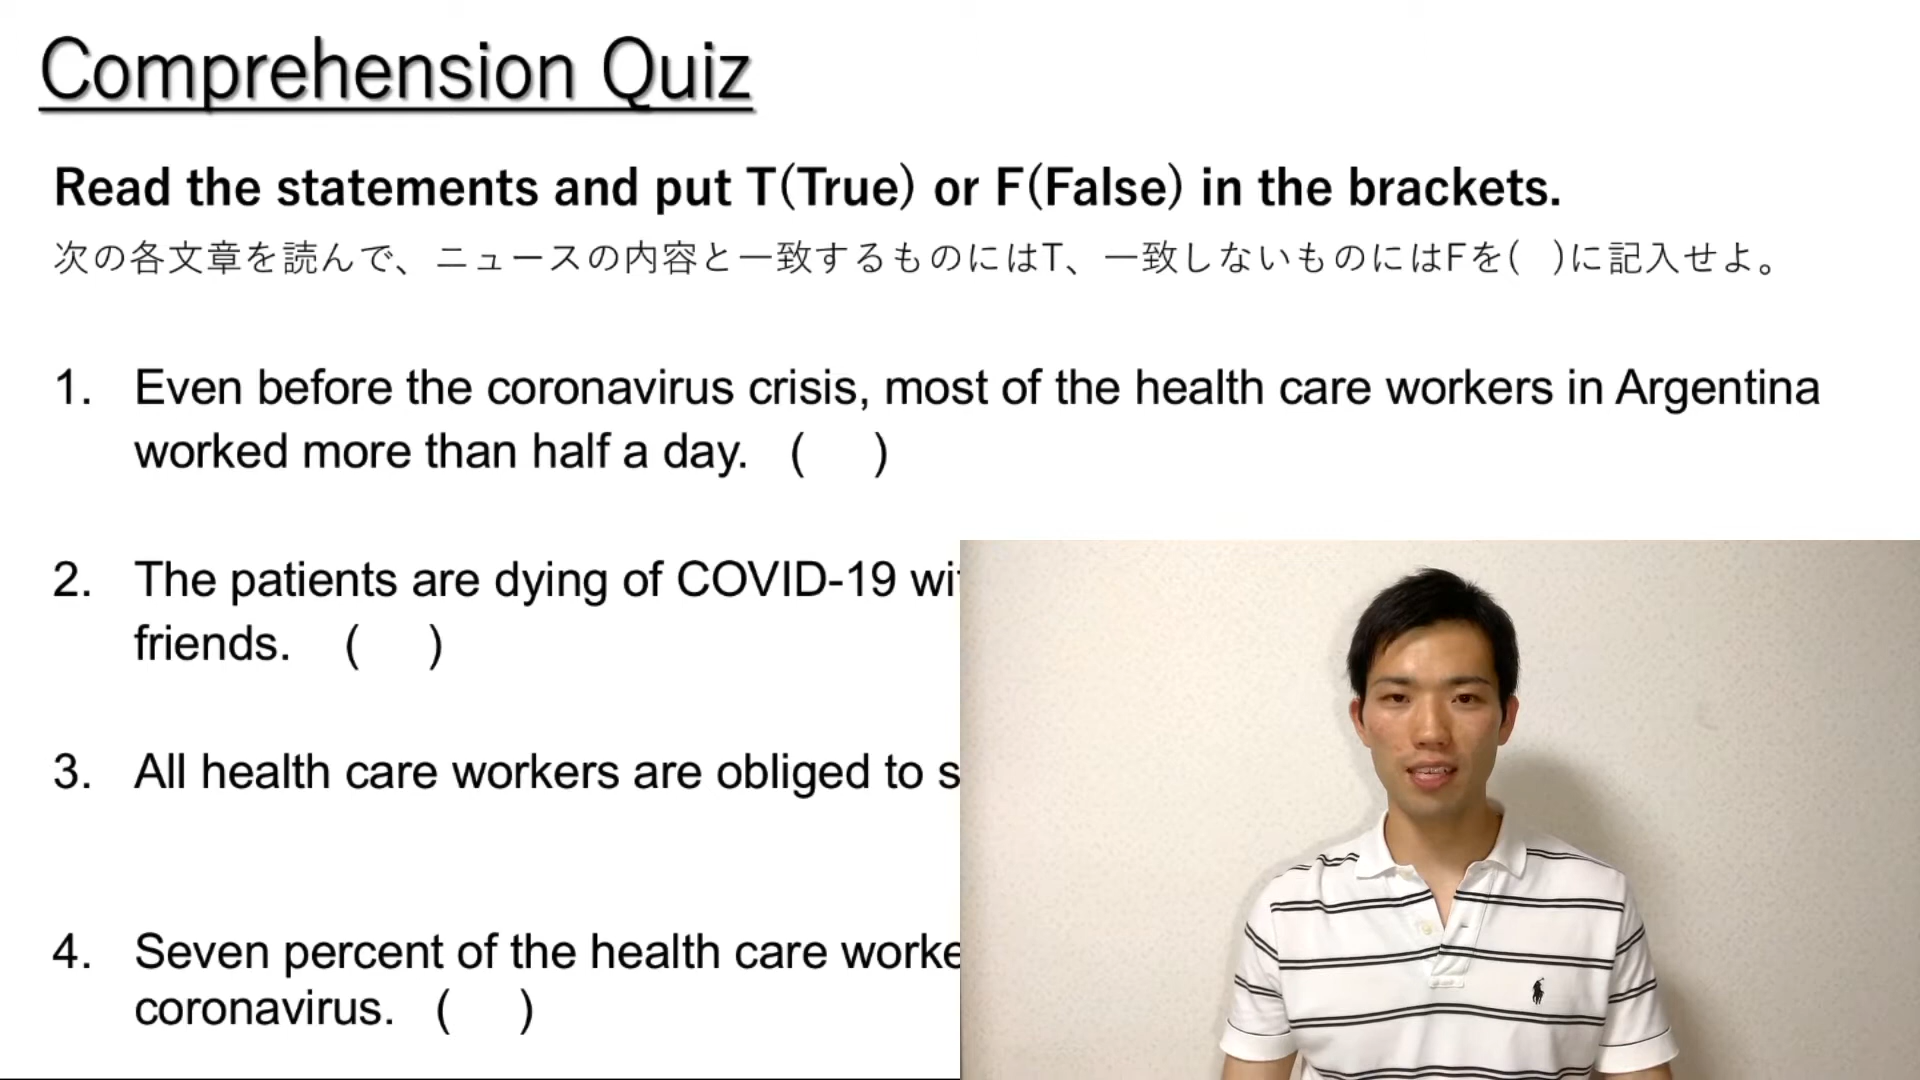 Comprehension Quiz
Read the statements and put T(True) or F(False) in the brackets.
次の各文章を読んで、ニュースの内容と一致するものにはT、一致しないものにはFを(　)に記入せよ。
1. Even before the coronavirus crisis, most of the health care workers in Argentina
worked more than half a day. ( )
2. The patients are dying of COVID-19
friends. ( )
3. All health care workers are obliged to
4. Seven percent of the health care
coronavirus. ( )